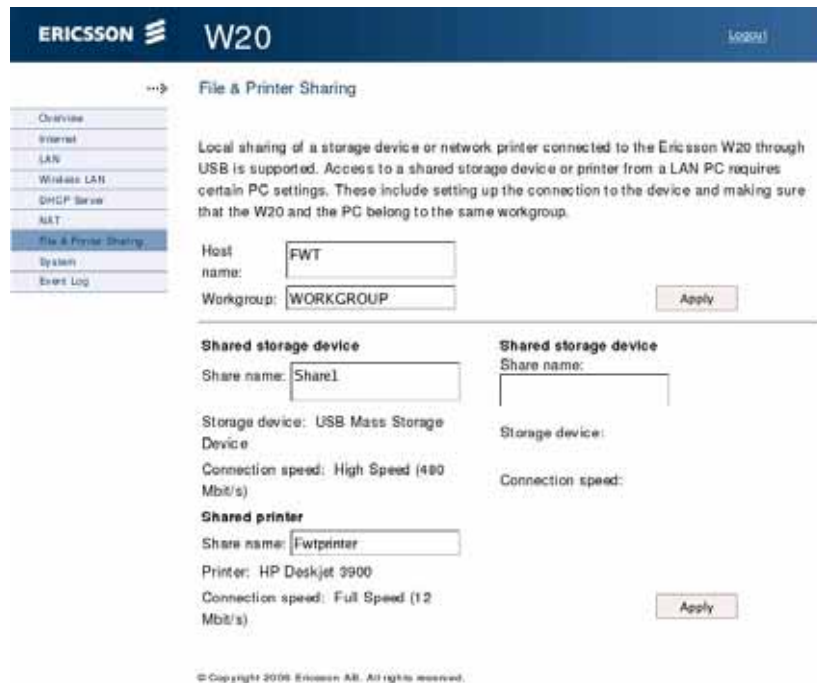 ERICSSON
W20
Logout
File & Printer Sharing
Overview
Internet
LAN
Wireless LAN
DHCP Server
NAT
File & Printer Sharing
System
Event Log
Local sharing of a storage device or network printer connected to the Ericsson W20 through
USB is supported. Access to a shared storage device or printer from a LAN PC requires
certain PC settings. These include setting up the connection to the device and making sure
that the W20 and the PC belong to the same workgroup.
Host name: FWT
Workgroup: WORKGROUP
Apply
Shared storage device
Share name: Share1
Storage device: USB Mass Storage
Device
Connection speed: High Speed (480
Mbit/s)
Shared storage device
Share name:
Storage device:
Connection speed:
Shared printer
Share name: Fwtprinter
Printer: HP Deskjet 3900
Connection speed: Full Speed (12
Mbit/s)
Apply
© Copyright 2006 Ericsson AB. All rights reserved.